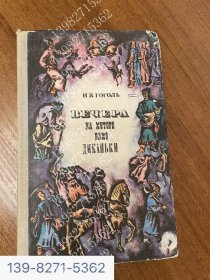 Н.В.ГОГОЛЬ
ВЕЧЕРА
НА ХУТОРЕ
БЛИЗ
ДИКАНЬКИ
139-8271-5362